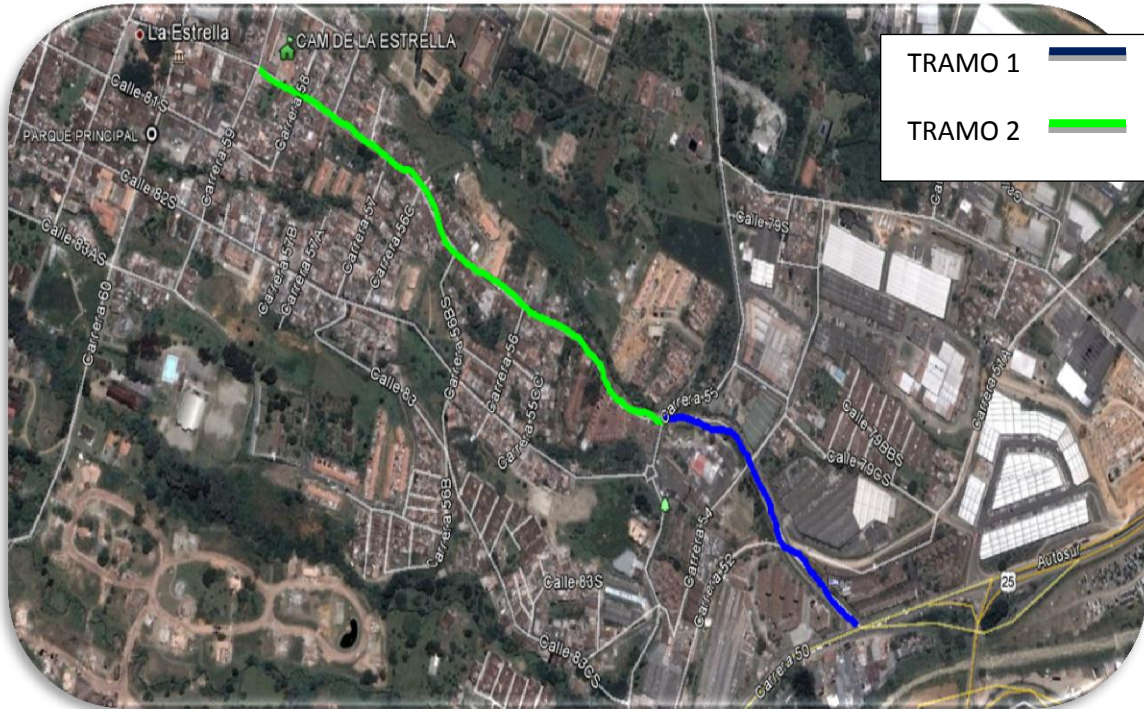 La Estrella
CAM DE LA ESTRELLA
TRAMO 1
TRAMO 2
Calle 81S
Carrera 58
PARQUE PRINCIPAL
Carrera 59
Calle 82S
Carrera 57
Carrera 56C
Calle 83AS
Carrera 57B
Carrera 57A
Calle 79S
Carrera 60
Carrera 56BS
Carrera 56
Calle 83
Carrera 55CC
Carrera 55
Calle 79BBS
Calle 79GS
Carrera 50A
Carrera 56B
Carrera 54
Carrera 52
Autosur
25
Calle 83S
Calle 83CS
Carrera 50